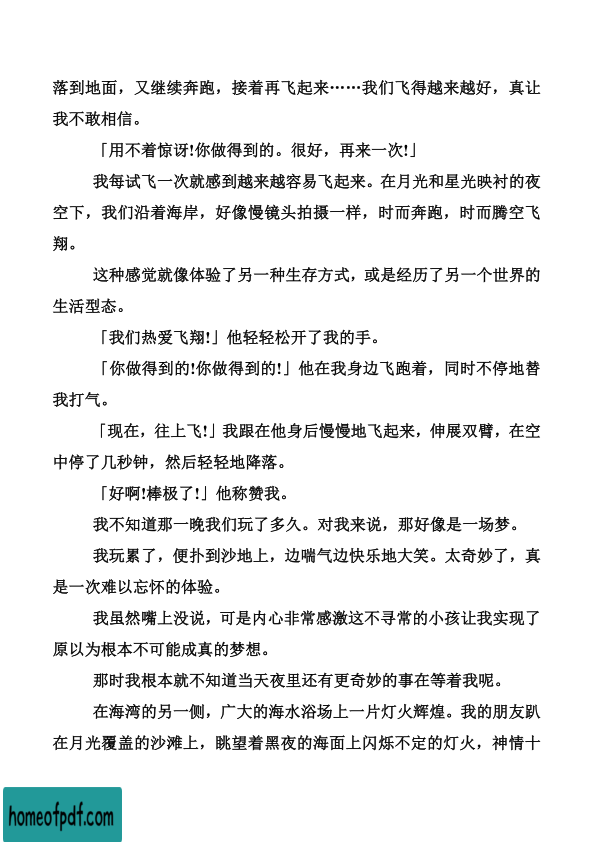 落到地面，又继续奔跑，接着再飞起来……我们飞得越来越好，真让
我不敢相信。
「用不着惊讶!你做得到的。很好，再来一次!」
我每试飞一次就感到越来越容易飞起来。在月光和星光映衬的夜
空下，我们沿着海岸，好像慢镜头拍摄一样，时而奔跑，时而腾空飞
翔。
这种感觉就像体验了另一种生存方式，或是经历了另一个世界的
生活型态。
「我们热爱飞翔!」他轻轻松开了我的手。
「你做得到的!你做得到的!」他在我身边飞跑着，同时不停地替
我打气。
「现在，往上飞!」我跟在他身后慢慢地飞起来，伸展双臂，在空
中停了几秒钟，然后轻轻地降落。
「好啊!棒极了!」他称赞我。
我不知道那一晚我们玩了多久。对我来说，那好像是一场梦。
我玩累了，便扑到沙地上，边喘气边快乐地大笑。太奇妙了，真
是一次难以忘怀的体验。
我虽然嘴上没说，可是内心非常感激这不寻常的小孩让我实现了
原以为根本不可能成真的梦想。
那时我根本就不知道当天夜里还有更奇妙的事在等着我呢。
在海湾的另一侧，广大的海水浴场上一片灯火辉煌。我的朋友趴
在月光覆盖的沙滩上，眺望着黑夜的海面上闪烁不定的灯火，神情十
homeofpdf.com